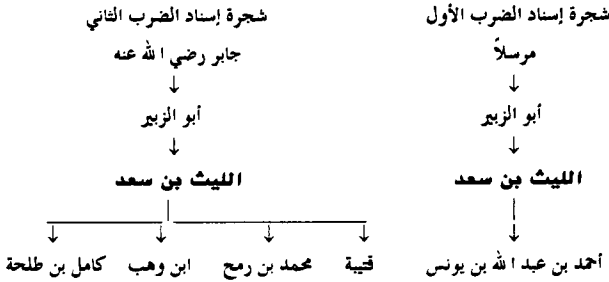 شجرة إسناد الضرب الأول
مرسلاً
أبو الزبير
الليث بن سعد
أحمد بن عبد الله بن يونس
شجرة إسناد الضرب الثاني
جابر رضي الله عنه
أبو الزبير
الليث بن سعد
قتيبة
محمد بن رمح
ابن وهب
كامل بن طلحة